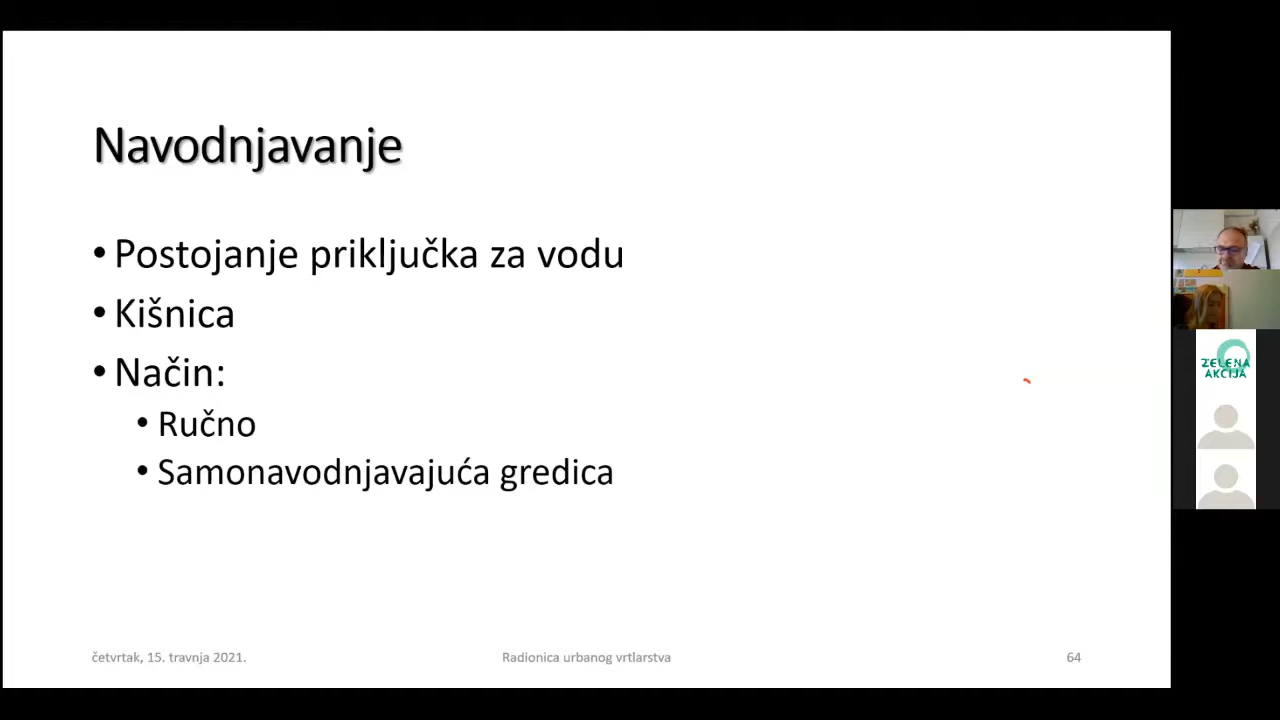 Navodnjavanje
• Postojanje priključka za vodu
• Kišnica
• Način:
• Ručno
• Samonavodnjavajuća gredica
četvrtak, 15. travnja 2021.
Radionica urbanog vrtlarstva
64
ZELENA
AKCIJA